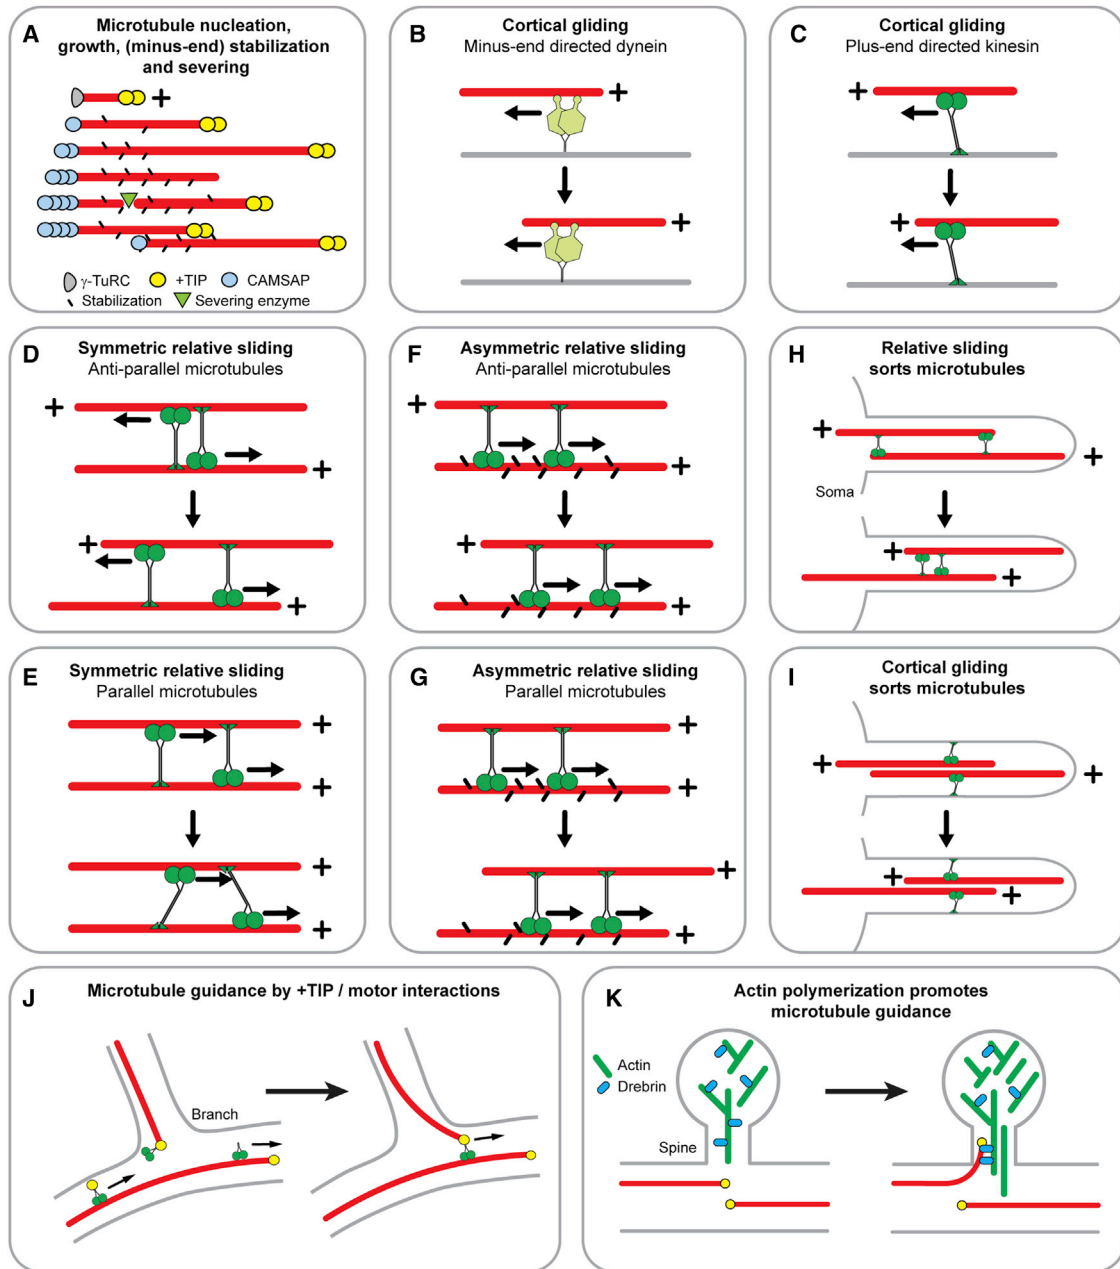 A
Microtubule nucleation,
growth, (minus-end) stabilization
and severing
+
γ-TuRC +TIP CAMSAP
Stabilization Severing enzyme
B
Cortical gliding
Minus-end directed dynein
+
+
C
Cortical gliding
Plus-end directed kinesin
+
+
D
Symmetric relative sliding
Anti-parallel microtubules
+
+
+
+
F
Asymmetric relative sliding
Anti-parallel microtubules
+
+
+
+
H
Relative sliding
sorts microtubules
+
+
Soma
+
+
E
Symmetric relative sliding
Parallel microtubules
+
+
+
+
G
Asymmetric relative sliding
Parallel microtubules
+
+
+
+
I
Cortical gliding
sorts microtubules
+
+
+
+
J
Microtubule guidance by +TIP / motor interactions
Branch
K
Actin polymerization promotes
microtubule guidance
Actin
Drebrin
Spine